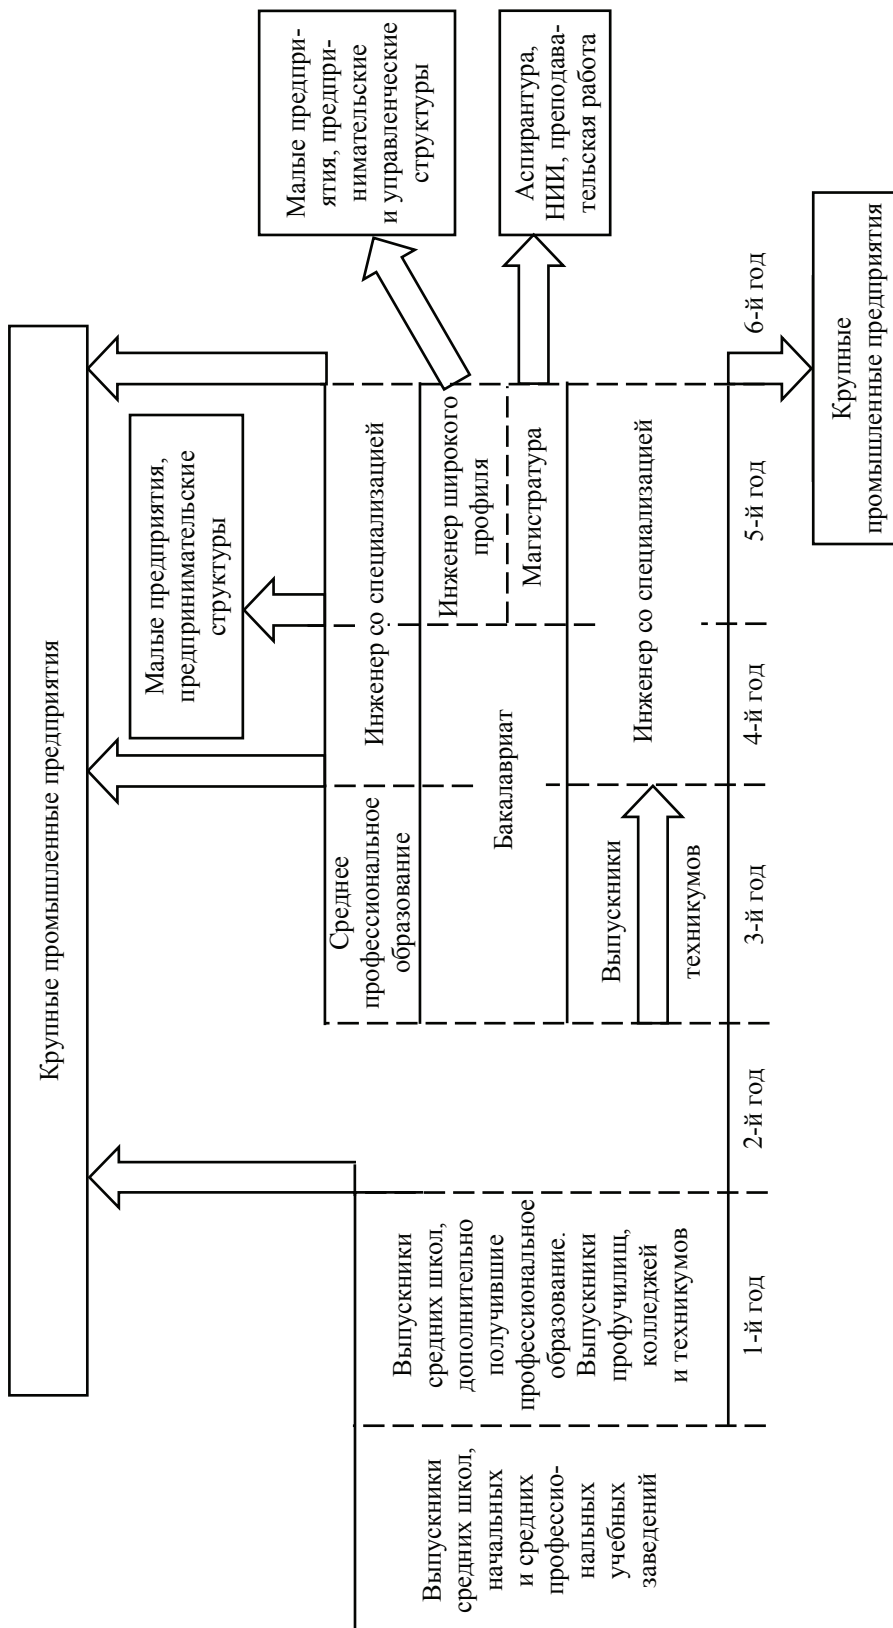 Крупные промышленные предприятия
Малые предприятия,
предпринимательские
структуры
Малые предпри-
ятия, предпри-
нимательские
и управленческие
структуры
Аспирантура,
НИИ, преподава-
тельская работа
Среднее
профессиональное
образование
Инженер со специализацией
Бакалавриат
Инженер широкого
профиля
Магистратура
Выпускники
техникумов
Инженер со специализацией
Выпускники
средних школ,
начальных
и средних
профессио-
нальных
учебных
заведений
Выпускники
средних школ,
дополнительно
получившие
профессиональное
образование.
Выпускники
профучилищ,
колледжей
и техникумов
1-й год
2-й год
3-й год
4-й год
5-й год
6-й год
Крупные
промышленные предприятия